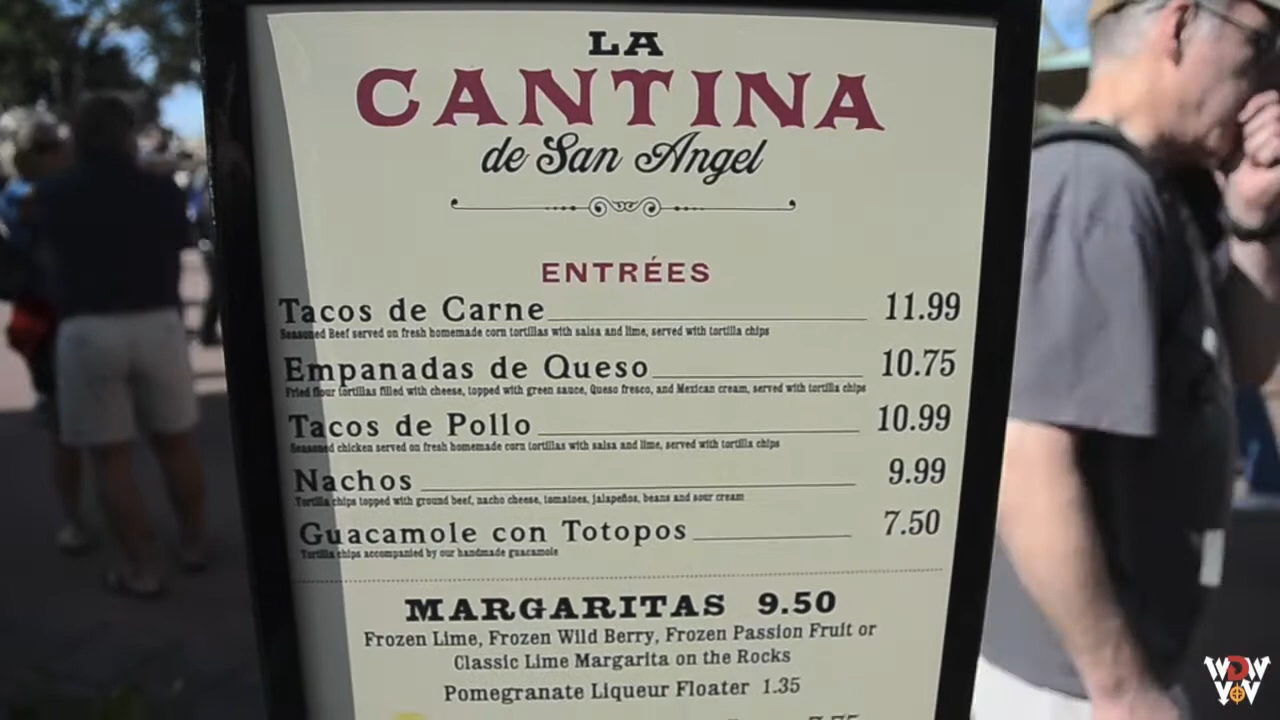 LA
CANTINA
de San Angel
ENTRÉES
Tacos de Carne 11.99
Seasoned Beef served on fresh homemade corn tortillas with salsa and lime, served with tortilla chips
Empanadas de Queso 10.75
Fried flour tortillas filled with cheese, topped with green sauce, Queso fresco, and Mexican cream, served with tortilla chips
Tacos de Pollo 10.99
Seasoned chicken served on fresh homemade corn tortillas with salsa and lime, served with tortilla chips
Nachos 9.99
Tortilla chips topped with ground beef, nacho cheese, tomatoes, jalapeños, beans and sour cream
Guacamole con Totopos 7.50
Tortilla chips accompanied by our handmade guacamole
MARGARITAS 9.50
Frozen Lime, Frozen Wild Berry, Frozen Passion Fruit or
Classic Lime Margarita on the Rocks
Pomegranate Liqueur Floater 1.35
WDW